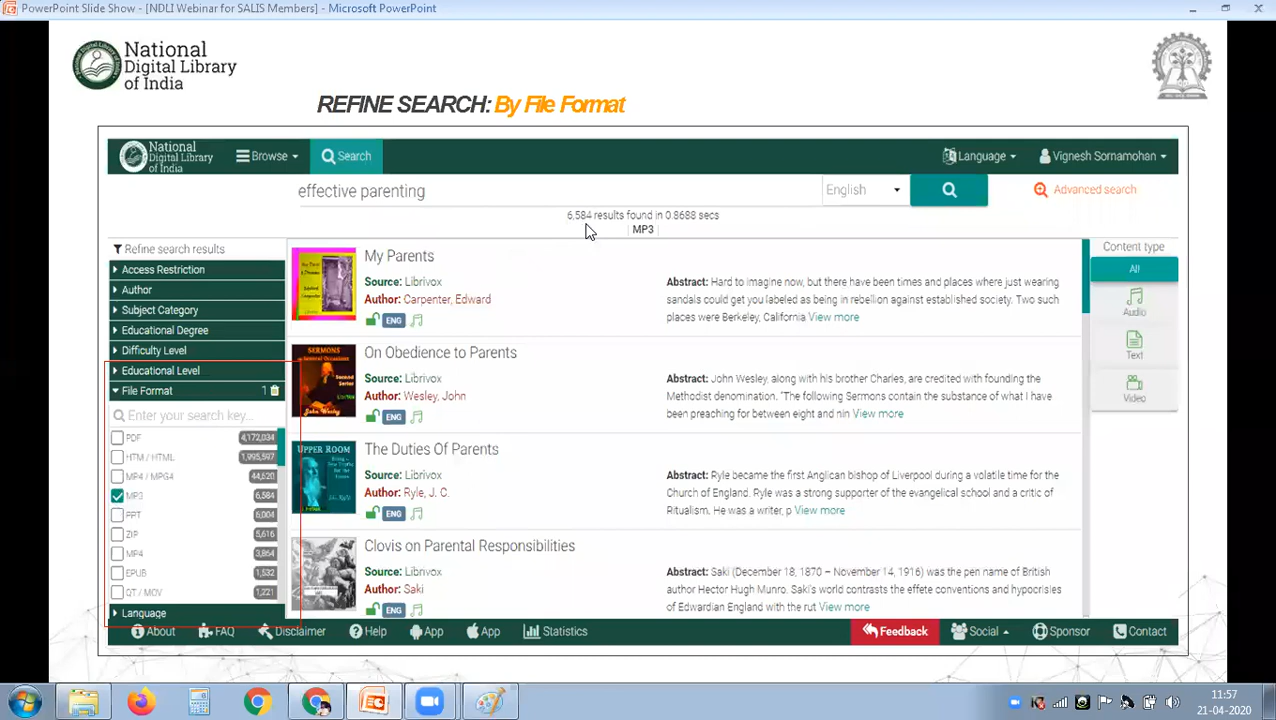 PowerPoint Slide Show - [NDLI Webinar for SALIS Members] - Microsoft PowerPoint
National
Digital Library
of India
REFINE SEARCH: By File Format
National
Digital Library
of India
Browse
Search
Language
Vignesh Sornamohan
effective parenting
English
Advanced search
6,584 results found in 0.8688 secs
MP3
Refine search results
Access Restriction
Author
Subject Category
Educational Degree
Difficulty Level
Educational Level
File Format 1
Enter your search key...
PDF 4,172,034
HTM / HTML 1,995,597
MP4 / MPG4 44,620
MP3 6,584
PPT 6,004
ZIP 5,616
MP4 3,864
EPUB 1,532
QT / MOV 1,221
Language
My Parents
Source: Librivox
Author: Carpenter, Edward
ENG
Abstract: Hard to imagine now, but there have been times and places where just wearing
sandals could get you labeled as being in rebellion against established society. Two such
places were Berkeley, California View more
SERMONS
Second
Series
John Wesley
On Obedience to Parents
Source: Librivox
Author: Wesley, John
ENG
Abstract: John Wesley, along with his brother Charles, are credited with founding the
Methodist denomination. "The following Sermons contain the substance of what I have
been preaching for between eight and nin View more
UPPER ROOM
The Duties Of Parents
Source: Librivox
Author: Ryle, J. C.
ENG
Abstract: Ryle became the first Anglican bishop of Liverpool during a volatile time for the
Church of England. Ryle was a strong supporter of the evangelical school and a critic of
Ritualism. He was a writer, p View more
Clovis on Parental Responsibilities
Source: Librivox
Author: Saki
ENG
Abstract: Saki (December 18, 1870 – November 14, 1916) was the pen name of British
author Hector Hugh Munro. Saki's world contrasts the effete conventions and hypocrisies
of Edwardian England with the rut View more
Content type
All
Audio
Text
Video
About
FAQ
Disclaimer
Help
App
App
Statistics
Feedback
Social
Sponsor
Contact
11:57
21-04-2020